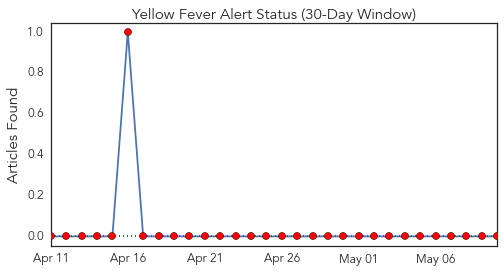 Yellow Fever Alert Status (30-Day Window)
Articles Found
1.0
0.8
0.6
0.4
0.2
0.0
Apr 11 Apr 16 Apr 21 Apr 26 May 01 May 06